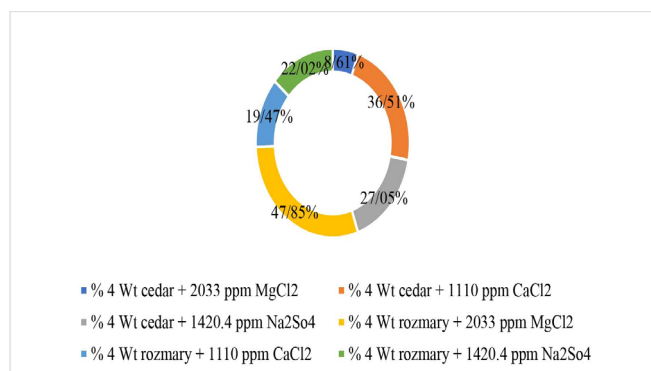 22/02%
8/61%
19/47%
36/51%
47/85%
27/05%
% 4 Wt cedar + 2033 ppm MgCl2
% 4 Wt cedar + 1110 ppm CaCl2
% 4 Wt cedar + 1420.4 ppm Na2So4
% 4 Wt rozmary + 2033 ppm MgCl2
% 4 Wt rozmary + 1110 ppm CaCl2
% 4 Wt rozmary + 1420.4 ppm Na2So4